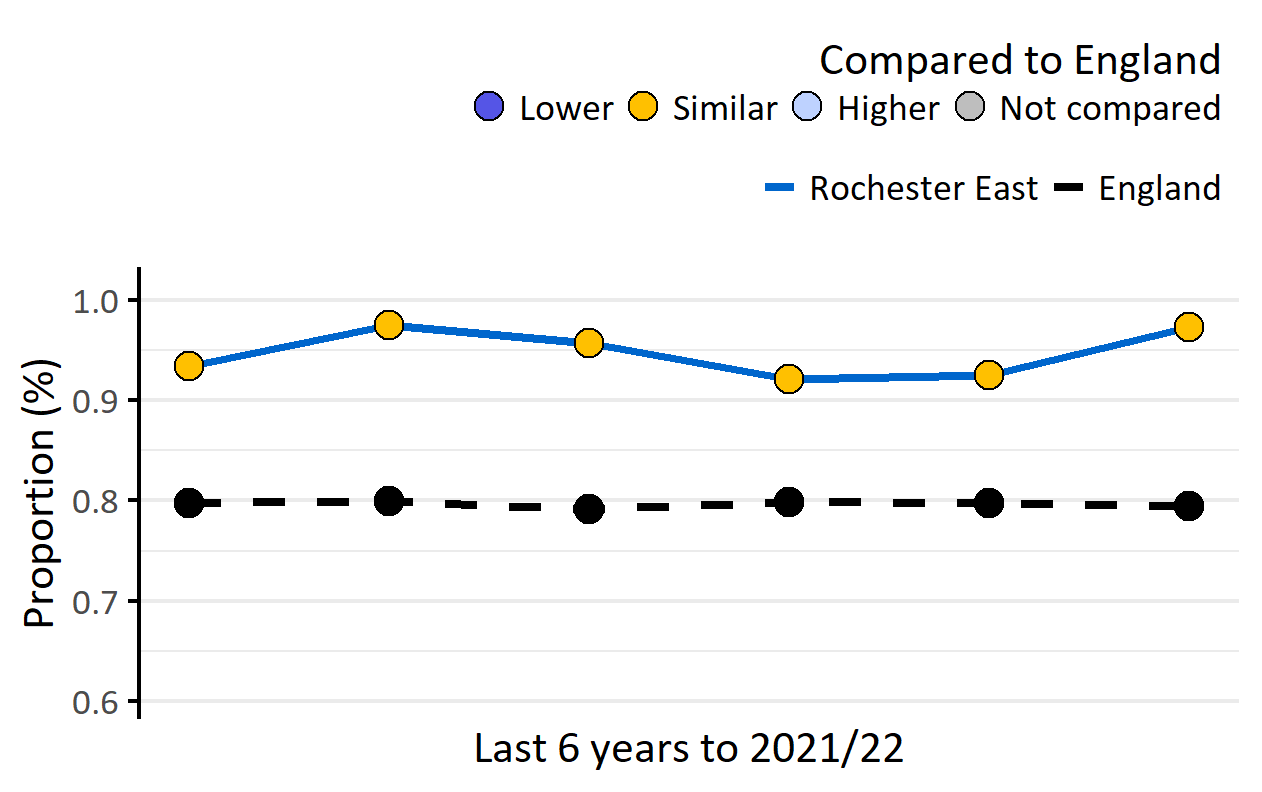 Compared to England
Lower Similar Higher Not compared
Rochester East England
Proportion (%)
1.0
0.9
0.8
0.7
0.6
Last 6 years to 2021/22